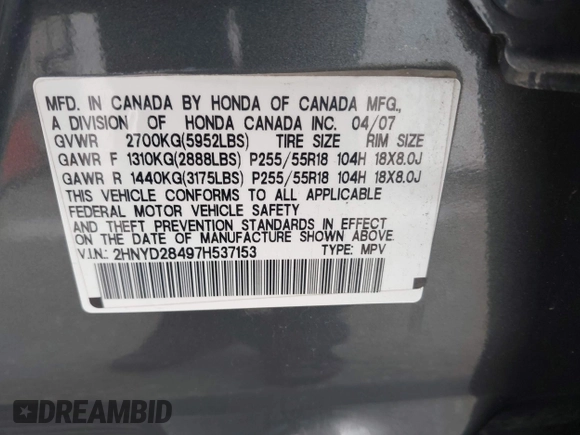 MFD. IN CANADA BY HONDA OF CANADA MFG.,
A DIVISION OF HONDA CANADA INC. 04/07
GVWR 2700KG(5952LBS) TIRE SIZE RIM SIZE
GAWR F 1310KG(2888LBS) P255/55R18 104H 18X8.0J
GAWR R 1440KG(3175LBS) P255/55R18 104H 18X8.0J
THIS VEHICLE CONFORMS TO ALL APPLICABLE
FEDERAL MOTOR VEHICLE SAFETY
AND THEFT PREVENTION STANDARDS IN EFFECT
ON THE DATE OF MANUFACTURE SHOWN ABOVE.
V.I.N.: 2HNYD28497H537153 TYPE: MPV
DREAMBID